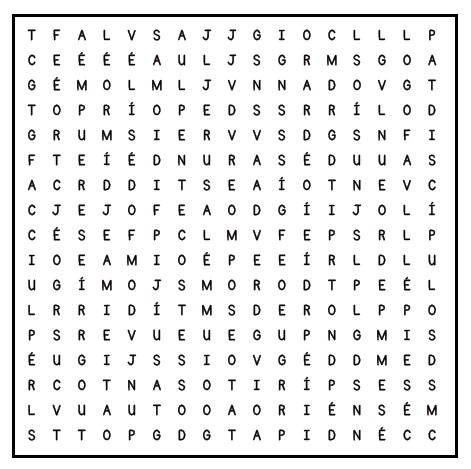 T F A L V S A J J G I O C L L L P
C E É É É A U L J S G R M S G O A
G É M O L M L J V N N A D O V G T
T O P R Í O P E D S S R R Í L O D
G R U M S I E R V V S D G S N F I
F T E Í É D N U R A S É D U U A S
A C R D D I T S E A Í O T N E V C
C J E J O F E A O D G Í I J O L Í
C É S E F P C L M V F E P S R L P
I O E A M I O É P E E Í R L D L U
U G Í M O J S M O R O D T P E É L
L R R I D Í T M S D E R O L P P O
P S R E V U E U E G U P N G M I S
É U G I J S S I O V G É D D M E D
R C O T N A S O T I R Í P S E S S
L V U A U T O O A O R I É N S É M
S T T O P G D G T A P I D N É C C